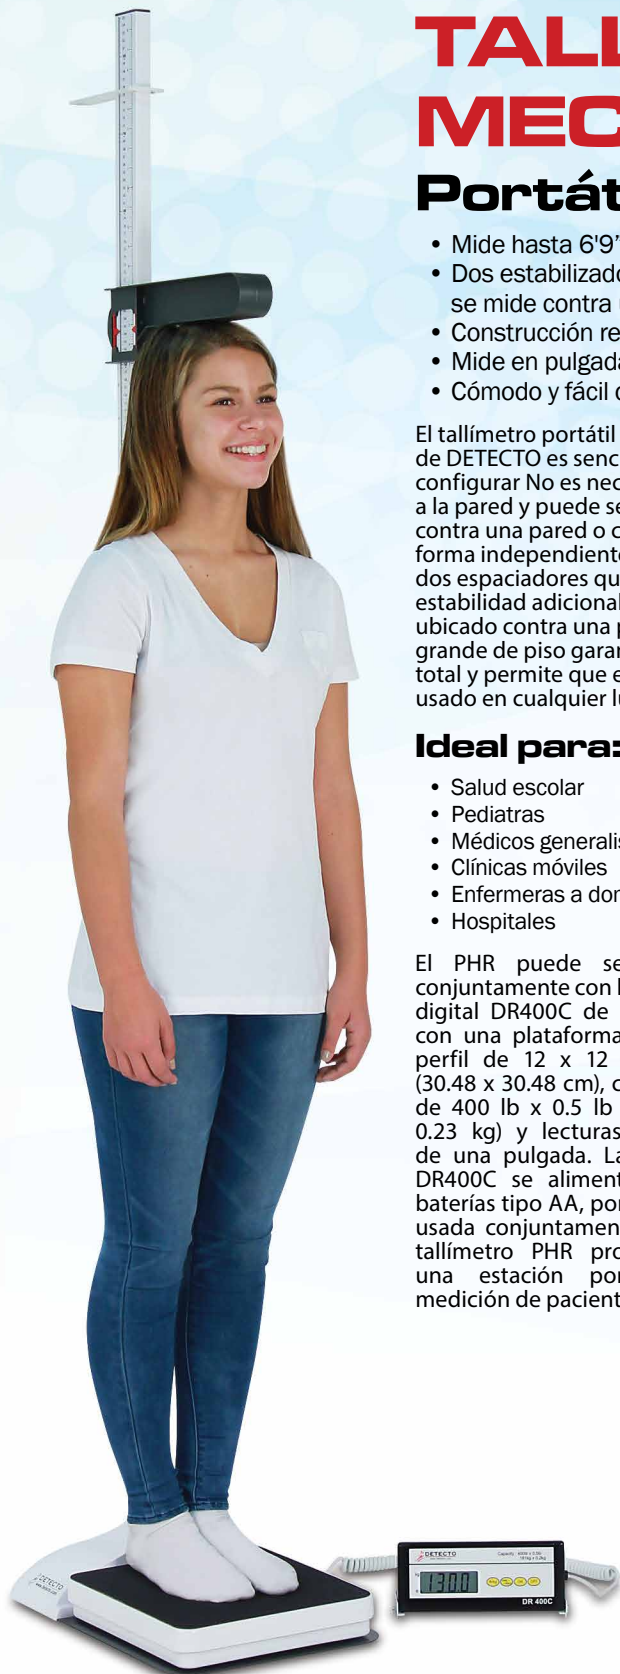 TALL
MEC
Portát
• Mide hasta 6'9"
• Dos estabilizado
se mide contra
• Construcción re
• Mide en pulgada
• Cómodo y fácil
El tallímetro portátil
de DETECTO es senc
configurar No es nec
a la pared y puede se
contra una pared o
forma independiente
dos espaciadores qu
estabilidad adicional
ubicado contra una
grande de piso garan
total y permite que e
usado en cualquier lu
Ideal para:
• Salud escolar
• Pediatras
• Médicos generalis
• Clínicas móviles
• Enfermeras a dom
• Hospitales
El PHR puede se
conjuntamente con l
digital DR400C de
con una plataforma
perfil de 12 x 12
(30.48 x 30.48 cm), c
de 400 lb x 0.5 lb
0.23 kg) y lecturas
de una pulgada. La
DR400C se aliment
baterías tipo AA, por
usada conjuntamen
tallímetro PHR pro
una estación por
medición de pacient
DETECTO
DETECTO
130.0
DR 400C